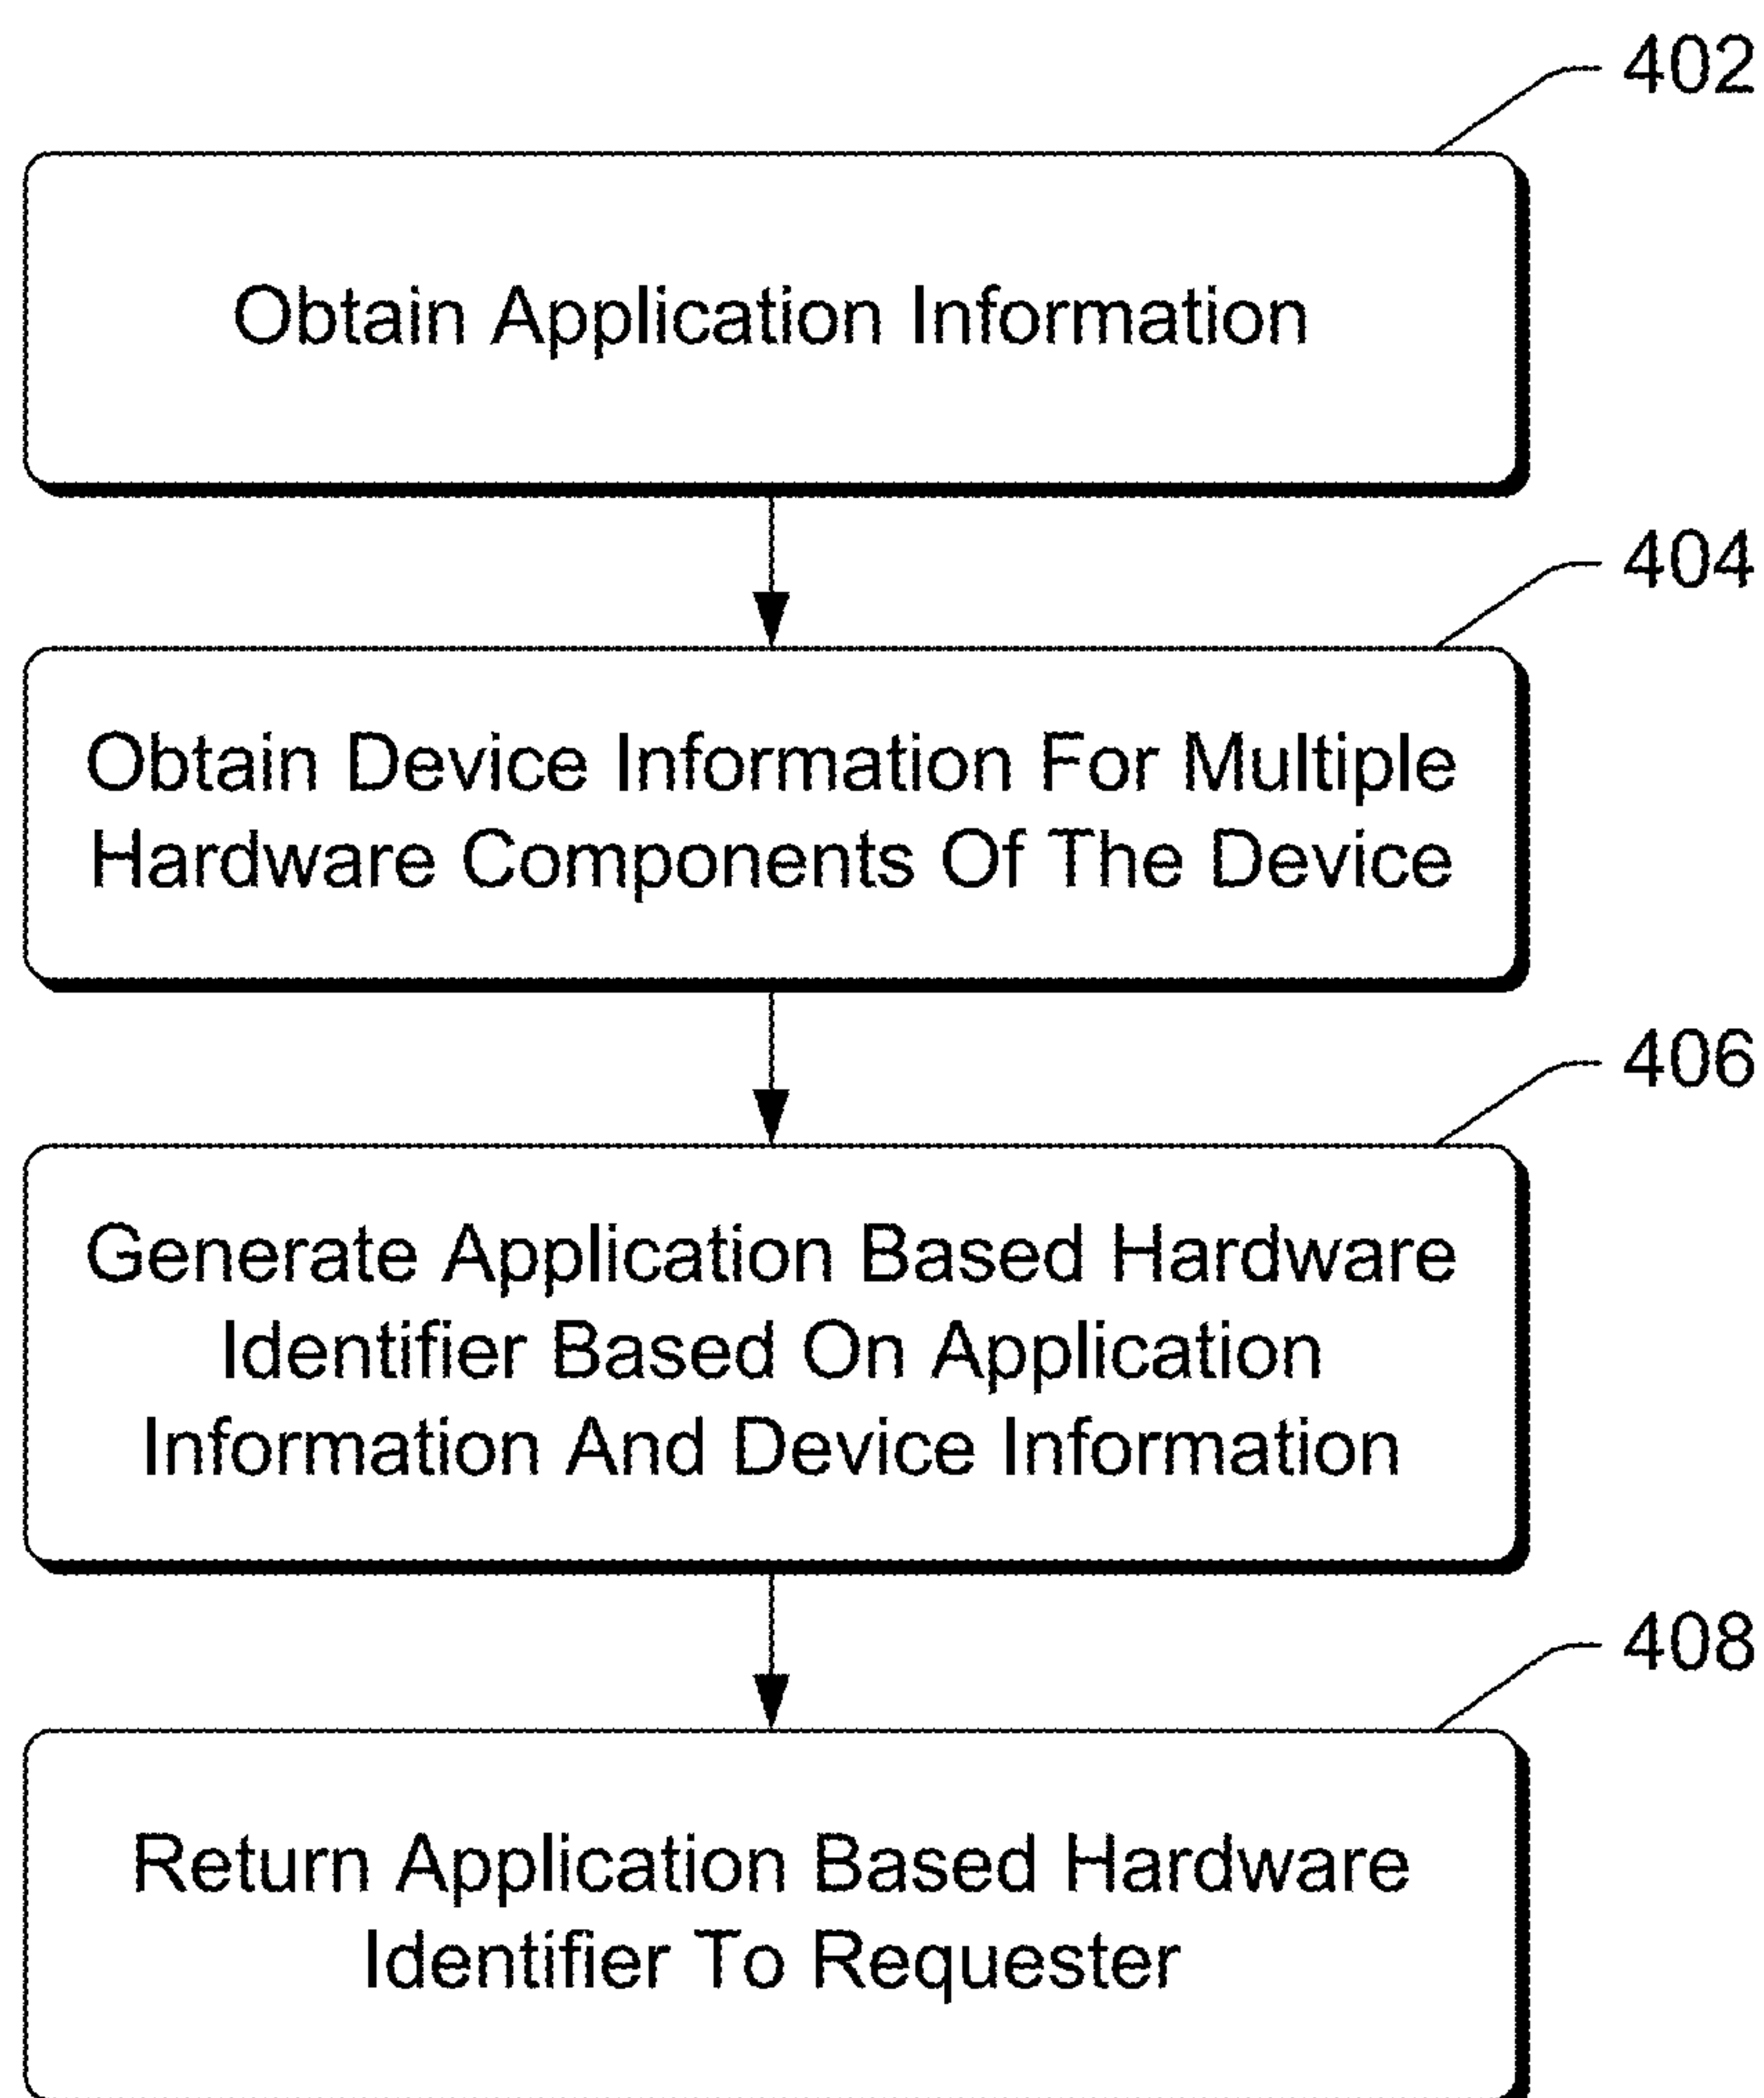 402
Obtain Application Information
404
Obtain Device Information For Multiple
Hardware Components Of The Device
406
Generate Application Based Hardware
Identifier Based On Application
Information And Device Information
408
Return Application Based Hardware
Identifier To Requester